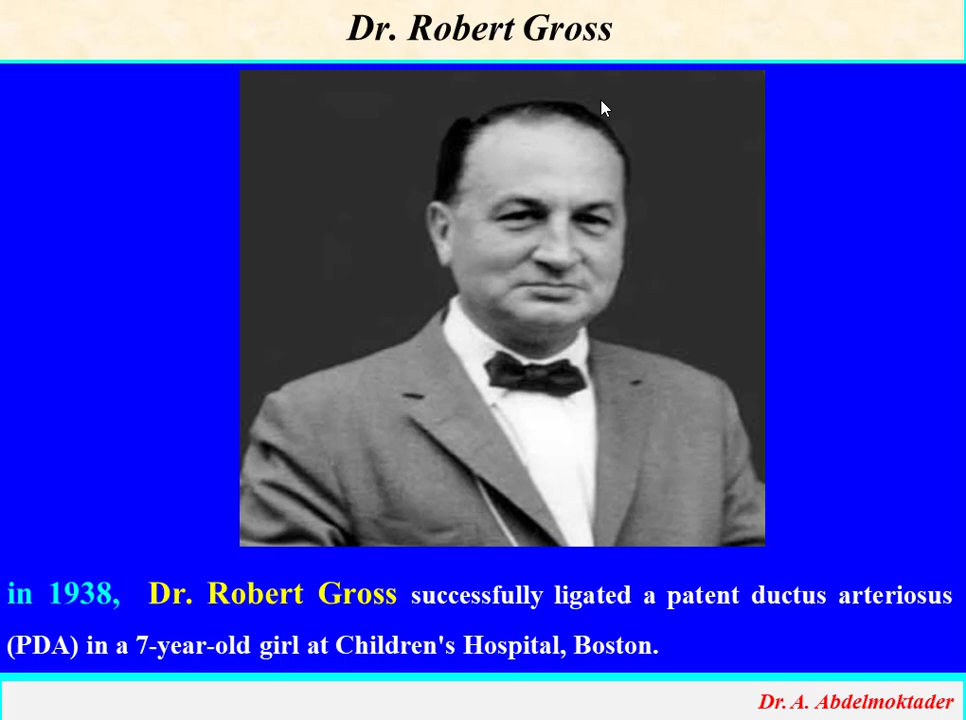 Dr. Robert Gross
in 1938, Dr. Robert Gross successfully ligated a patent ductus arteriosus
(PDA) in a 7-year-old girl at Children's Hospital, Boston.
Dr. A. Abdelmoktader